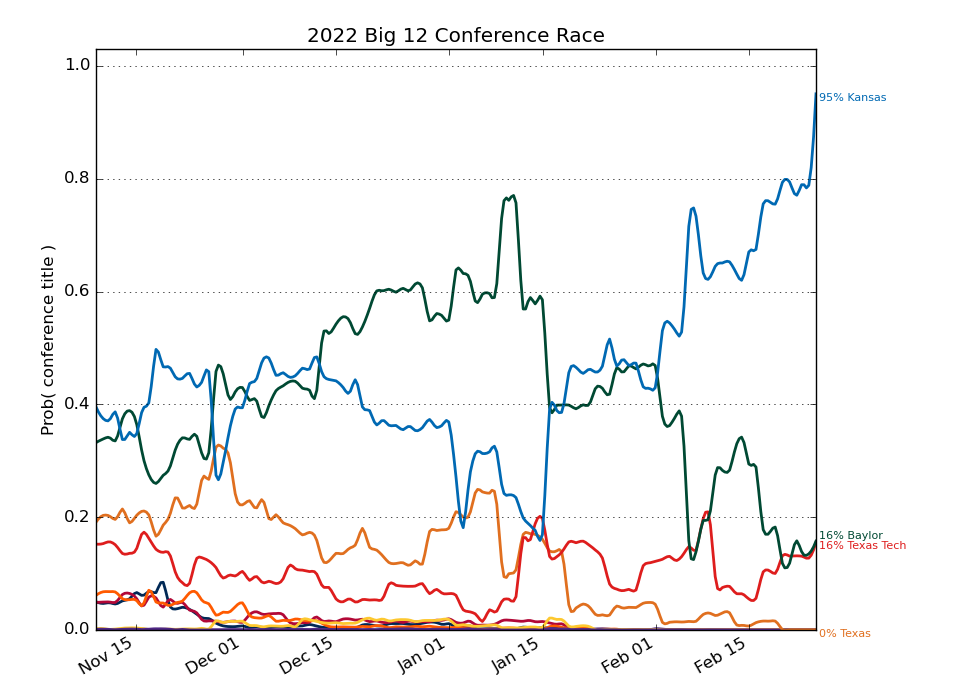 2022 Big 12 Conference Race
Prob( conference title )
1.0
0.8
0.6
0.4
0.2
0.0
Nov 15
Dec 01
Dec 15
Jan 01
Jan 15
Feb 01
Feb 15
95% Kansas
16% Baylor
16% Texas Tech
0% Texas